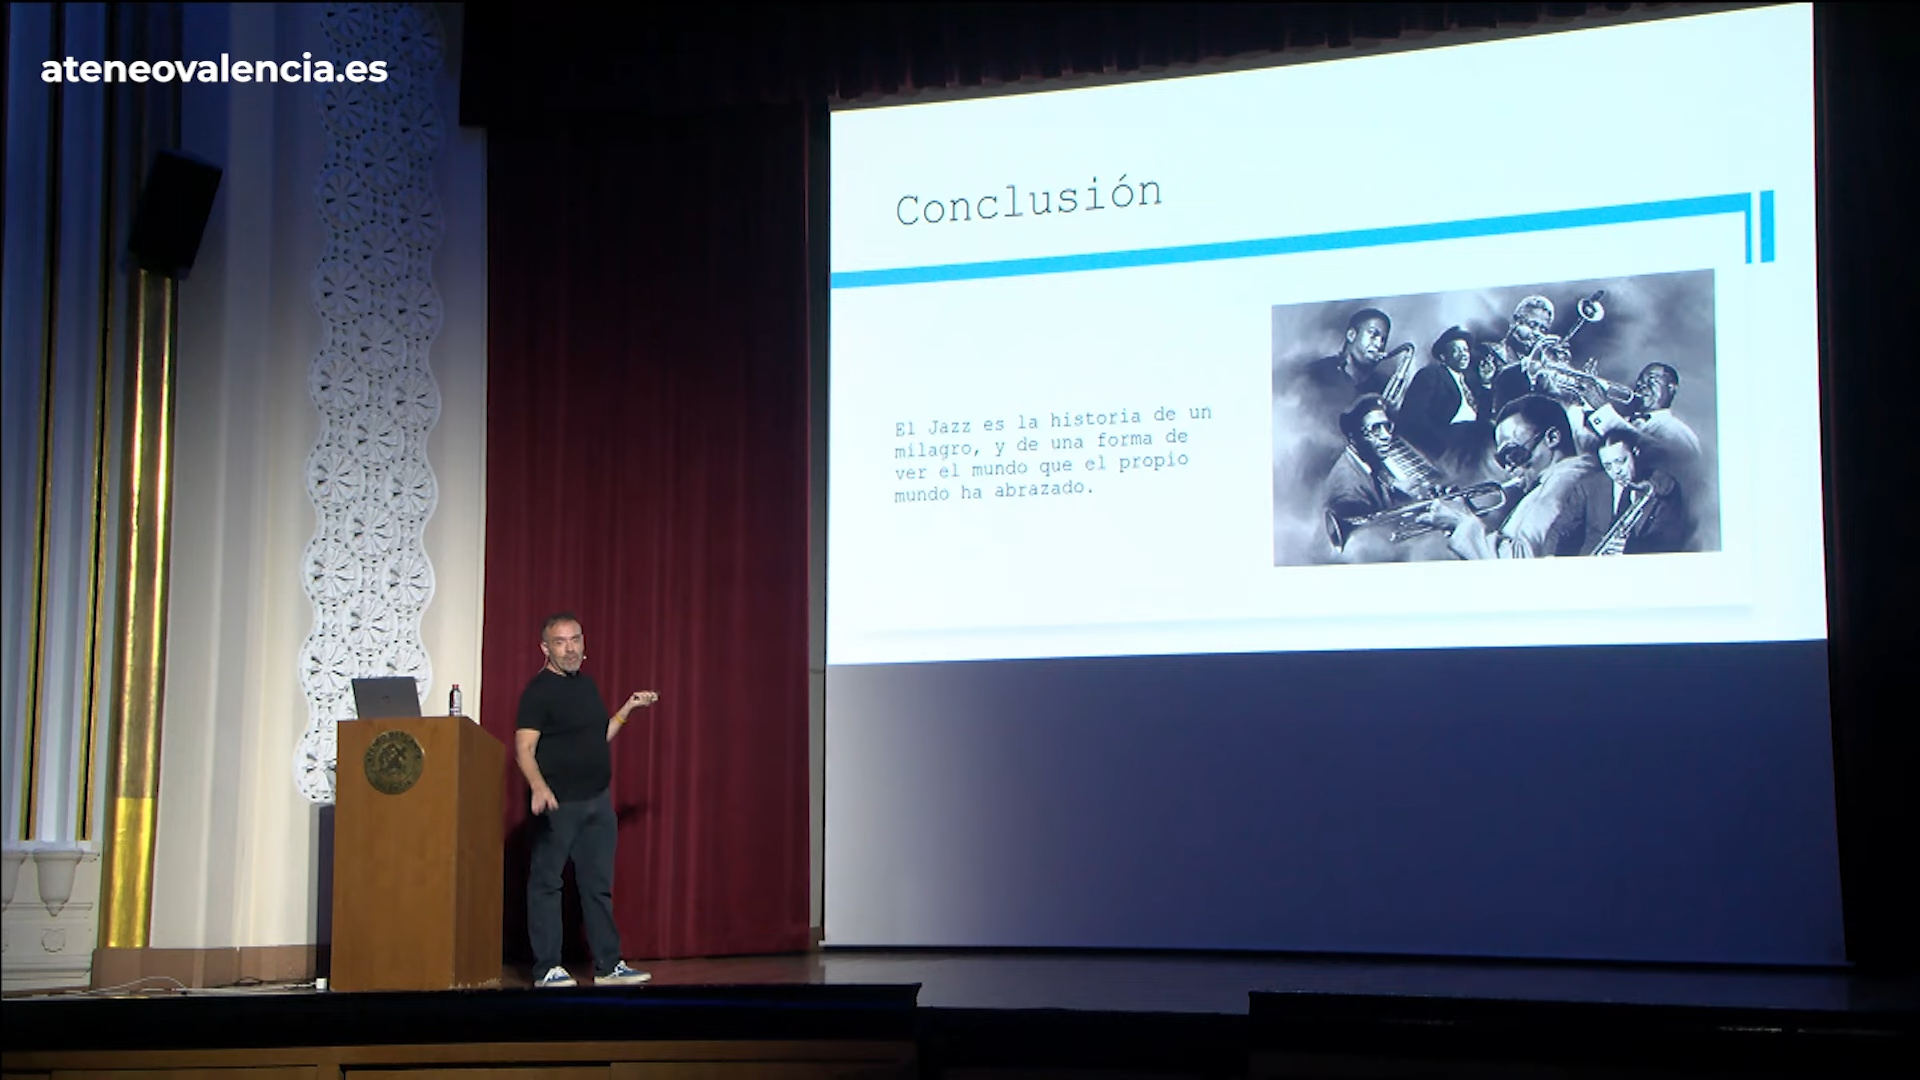 ateneovalencia.es
Conclusión
El Jazz es la historia de un
milagro, y de una forma de
ver el mundo que el propio
mundo ha abrazado.